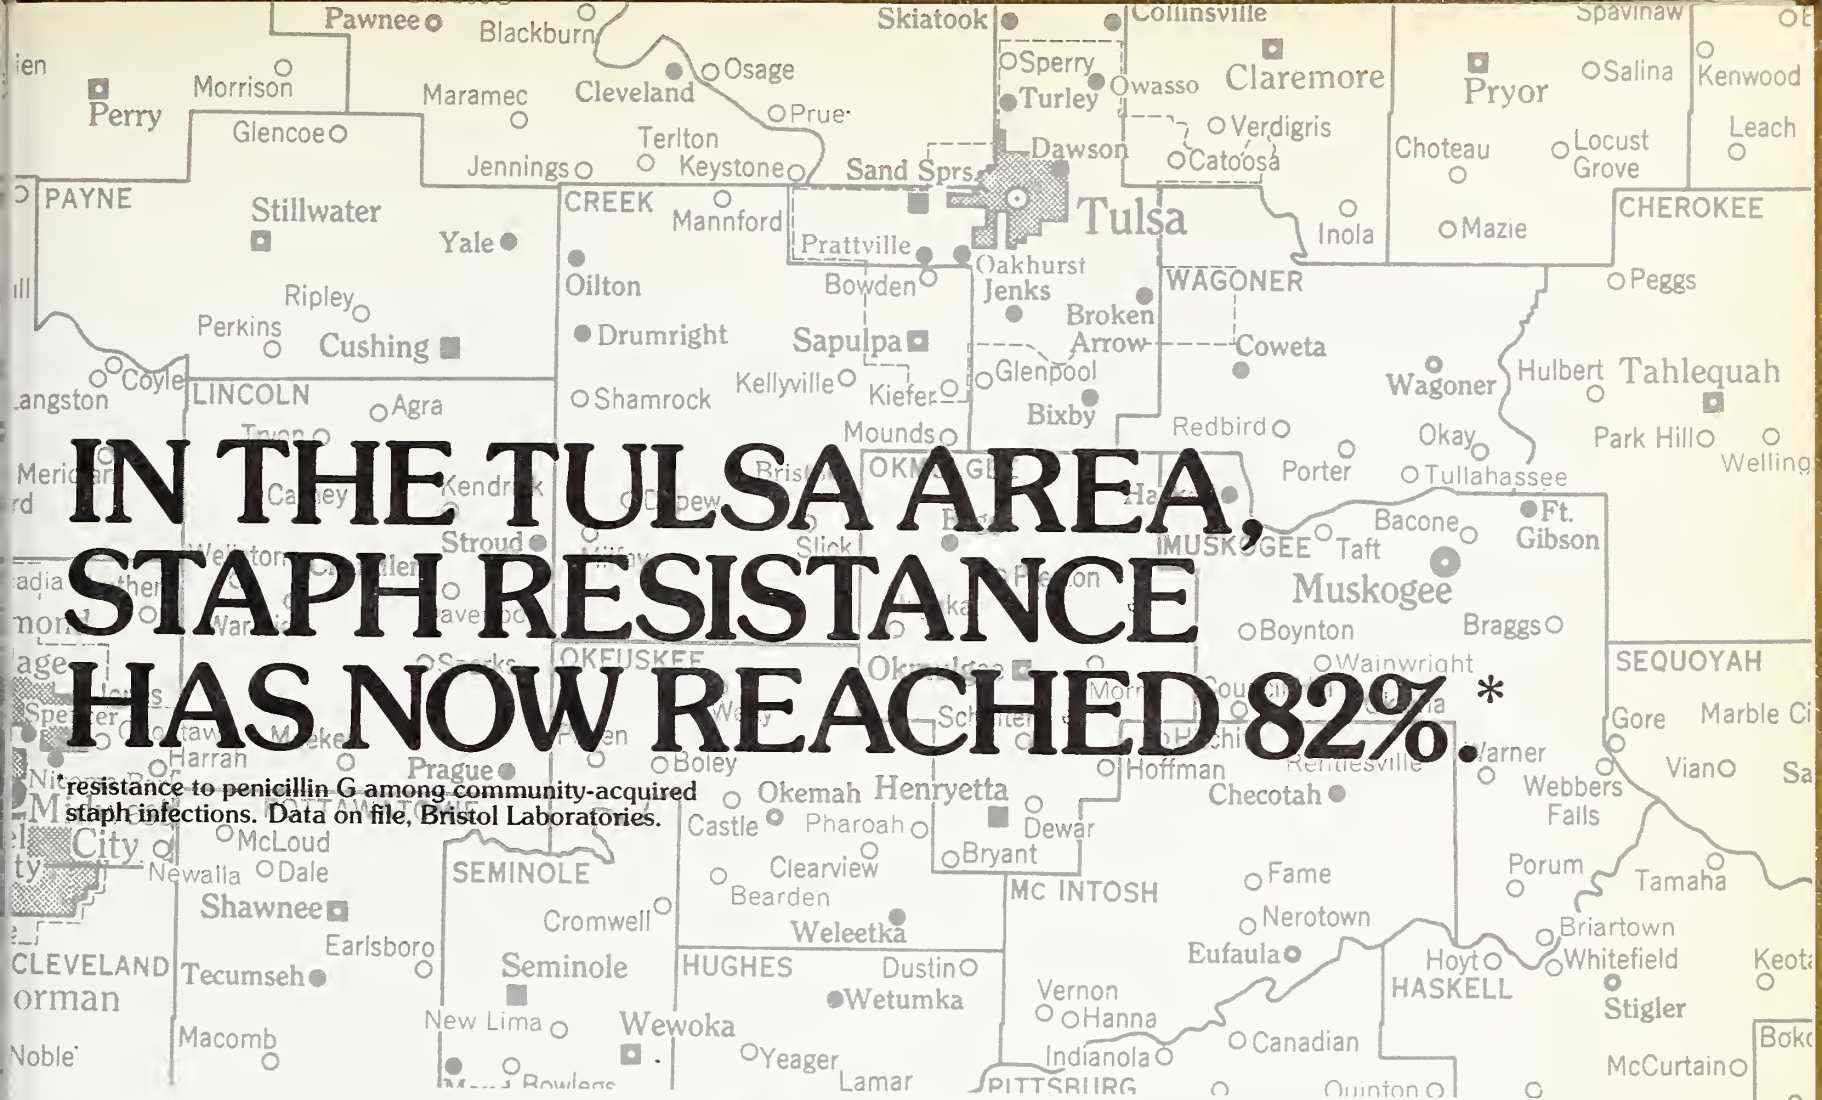 Pawnee
Blackburn
Skiatook
Collinsville
Spavinaw
Morrison
Perry
Maramec
Cleveland
Osage
Prue
Sperry
Owasso
Turley
Claremore
Pryor
Salina
Kenwood
Glencoe
Terlton
Jennings
Keystone
Sand Sprs.
Dawson
Verdigris
Catoosa
Choteau
Locust
Grove
Leach
PAYNE
Stillwater
Yale
CREEK
Mannford
Prattville
Tulsa
Inola
Mazie
CHEROKEE
Oilton
Bowden
Oakhurst
Jenks
WAGONER
Peggs
Ripley
Perkins
Cushing
Drumright
Sapulpa
Broken
Arrow
Coweta
Coyle
LINCOLN
Agra
Shamrock
Kellyville
Kiefer
Glenpool
Bixby
Wagoner
Hulbert
Tahlequah
Mounds
Redbird
Okay
Porter
Tullahassee
Park Hill
IN THE TULSA AREA,
STAPH RESISTANCE
HAS NOW REACHED 82%.*
*resistance to penicillin G among community-acquired
staph infections. Data on file, Bristol Laboratories.
Stroud
Slick
MUSKOGEE
Taft
Bacone
Ft.
Gibson
Muskogee
Boynton
Braggs
Wainwright
SEQUOYAH
Gore
Harrah
Prague
Boley
Hoffman
Warner
Vian
Okemah
Henryetta
Checotah
Webbers
Falls
Castle
Pharoah
Dewar
City
McLoud
Newalla
Dale
SEMINOLE
Clearview
Bryant
Bearden
MC INTOSH
Fame
Porum
Tamaha
Shawnee
Cromwell
Weleetka
Nerotown
Briartown
Earlsboro
Eufaula
CLEVELAND
Tecumseh
Seminole
HUGHES
Dustin
Hoyt
Whitefield
Wetumka
HASKELL
Vernon
Hanna
Stigler
New Lima
Wewoka
Macomb
Noble
Yeager
Lamar
Indianola
Canadian
McCurtain
Bowlegs
PITTSBURG
Quinton